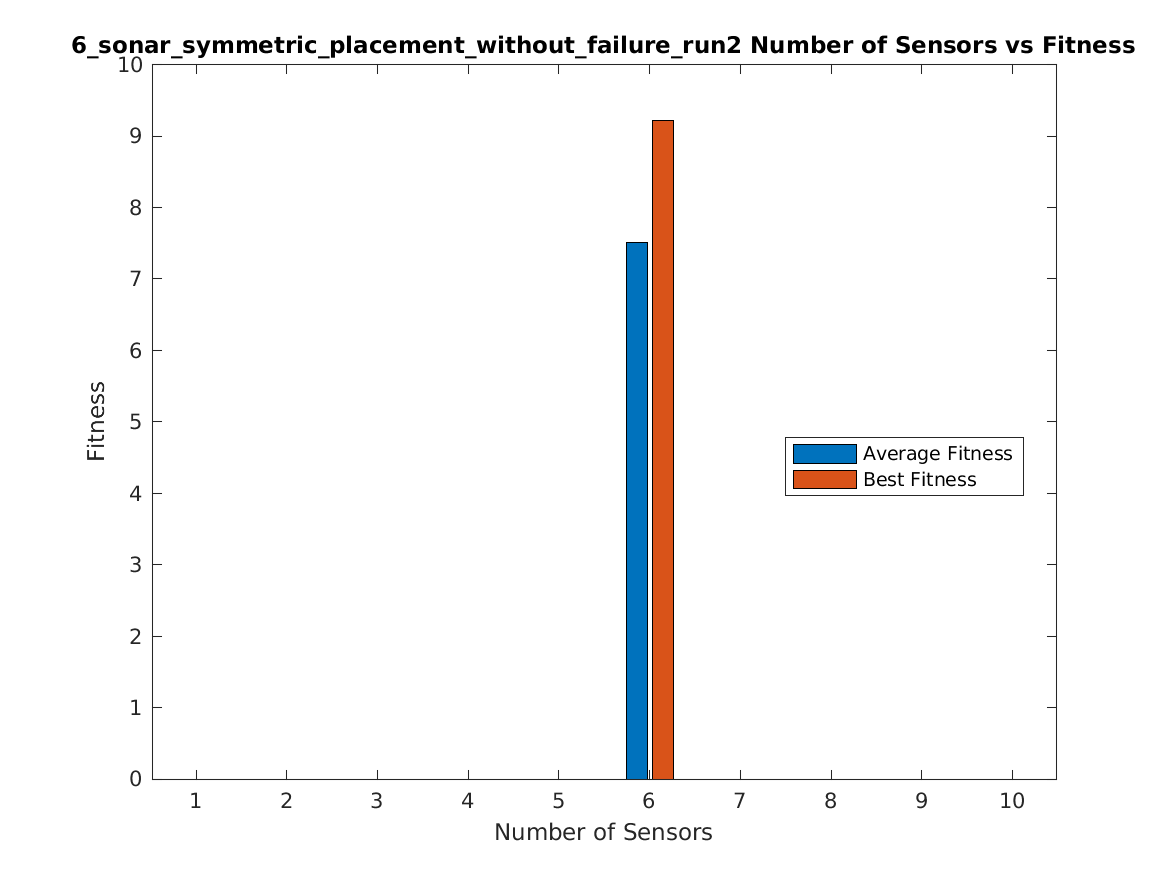 6_sonar_symmetric_placement_without_failure_run2 Number of Sensors vs Fitness
10
9
8
7
6
5
4
3
2
1
0
Fitness
Average Fitness
Best Fitness
1 2 3 4 5 6 7 8 9 10
Number of Sensors